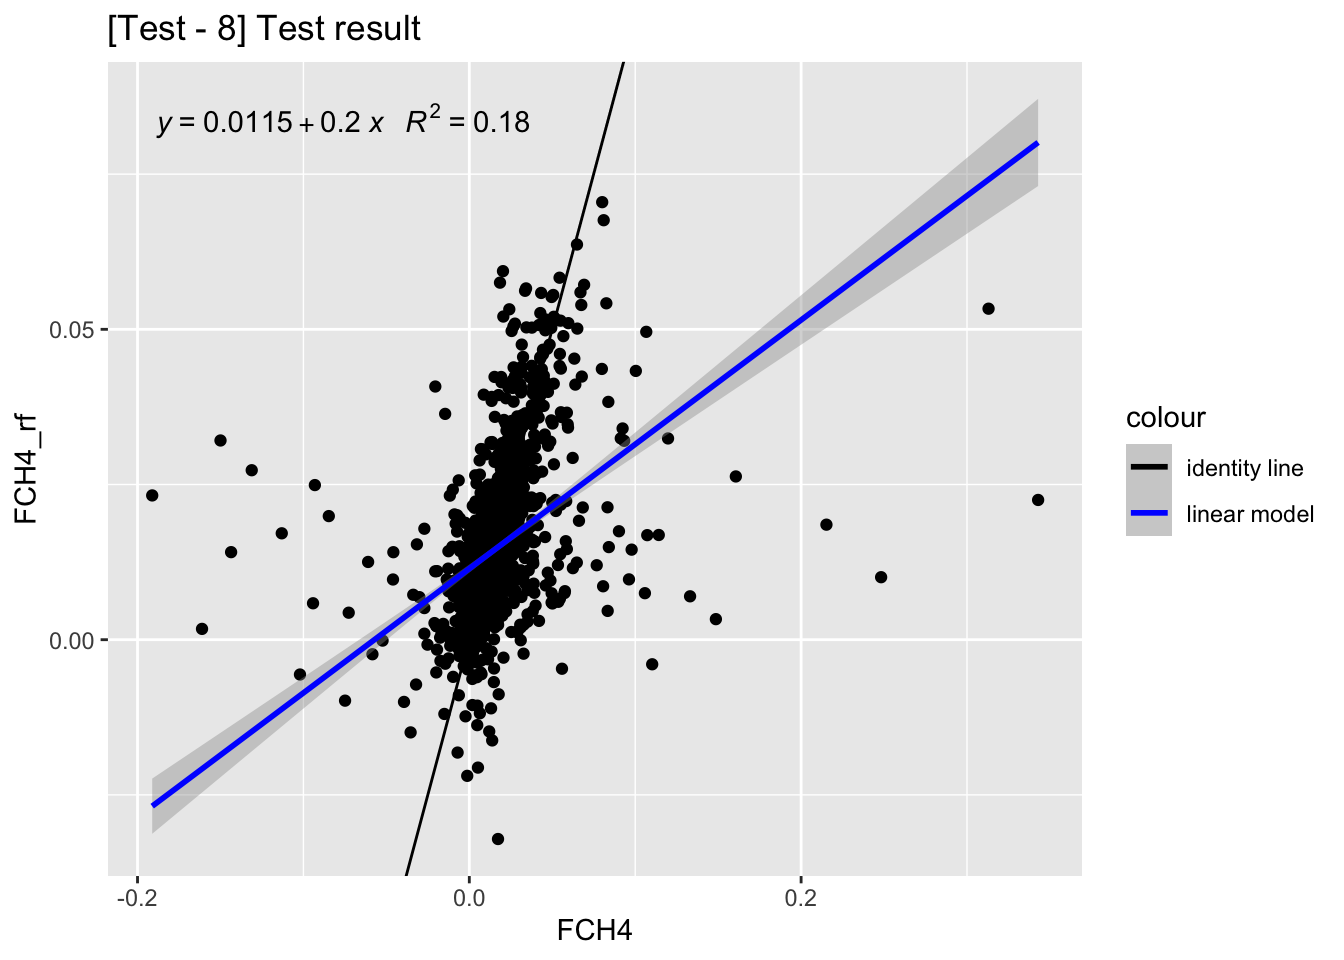 [Test - 8] Test result
y = 0.0115 + 0.2 x R² = 0.18
0.05
0.00
FCH4_rf
-0.2 0.0 0.2
FCH4
colour
identity line
linear model